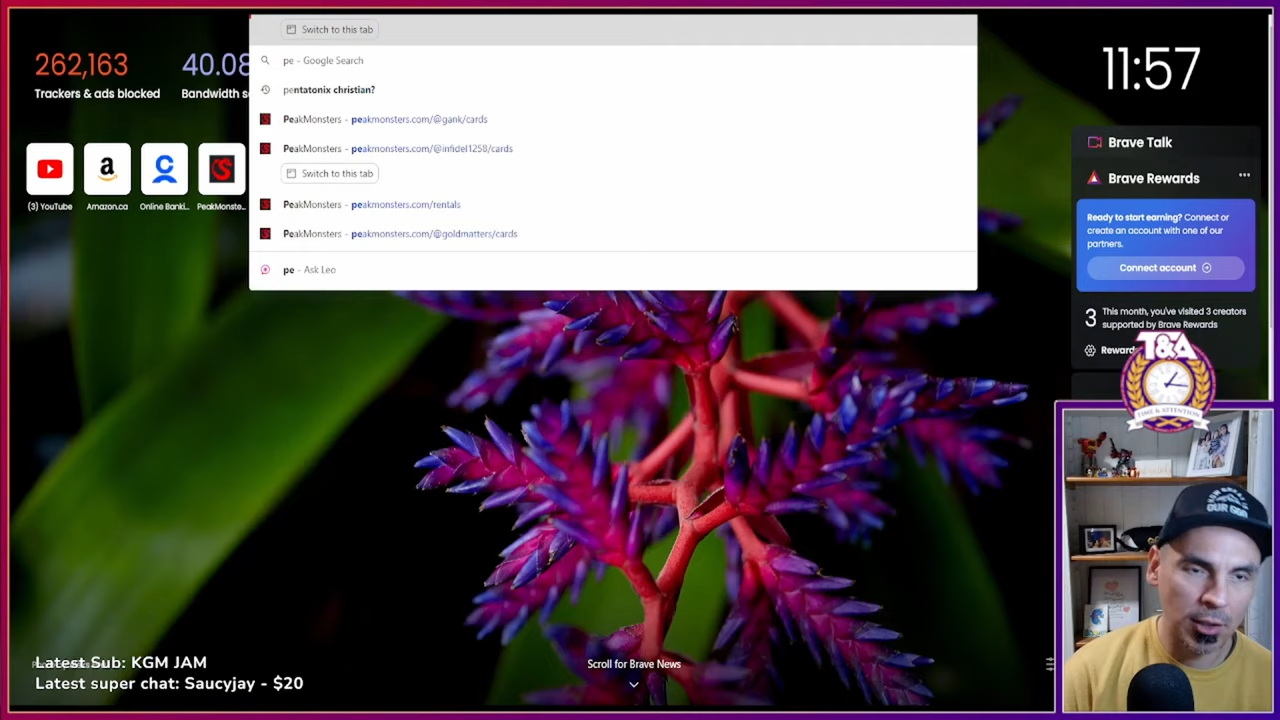 Switch to this tab
pe - Google Search
pentatonix christian?
PeakMonsters - peakmonsters.com/@gank/cards
PeakMonsters - peakmonsters.com/@infidel1258/cards
Switch to this tab
PeakMonsters - peakmonsters.com/rentals
PeakMonsters - peakmonsters.com/@goldmatters/cards
pe - Ask Leo
262,163
Trackers & ads blocked
40.08
Bandwidth s
(3) YouTube
Amazon.ca
Online Banki...
PeakMonste...
11:57
Brave Talk
Brave Rewards
Ready to start earning? Connect or
create an account with one of our
partners.
Connect account
3
This month, you've visited 3 creators
supported by Brave Rewards
Reward
T&A
TIME & ATTENTION
OUR GOD
Latest Sub: KGM JAM
Latest super chat: Saucyjay - $20
Scroll for Brave News